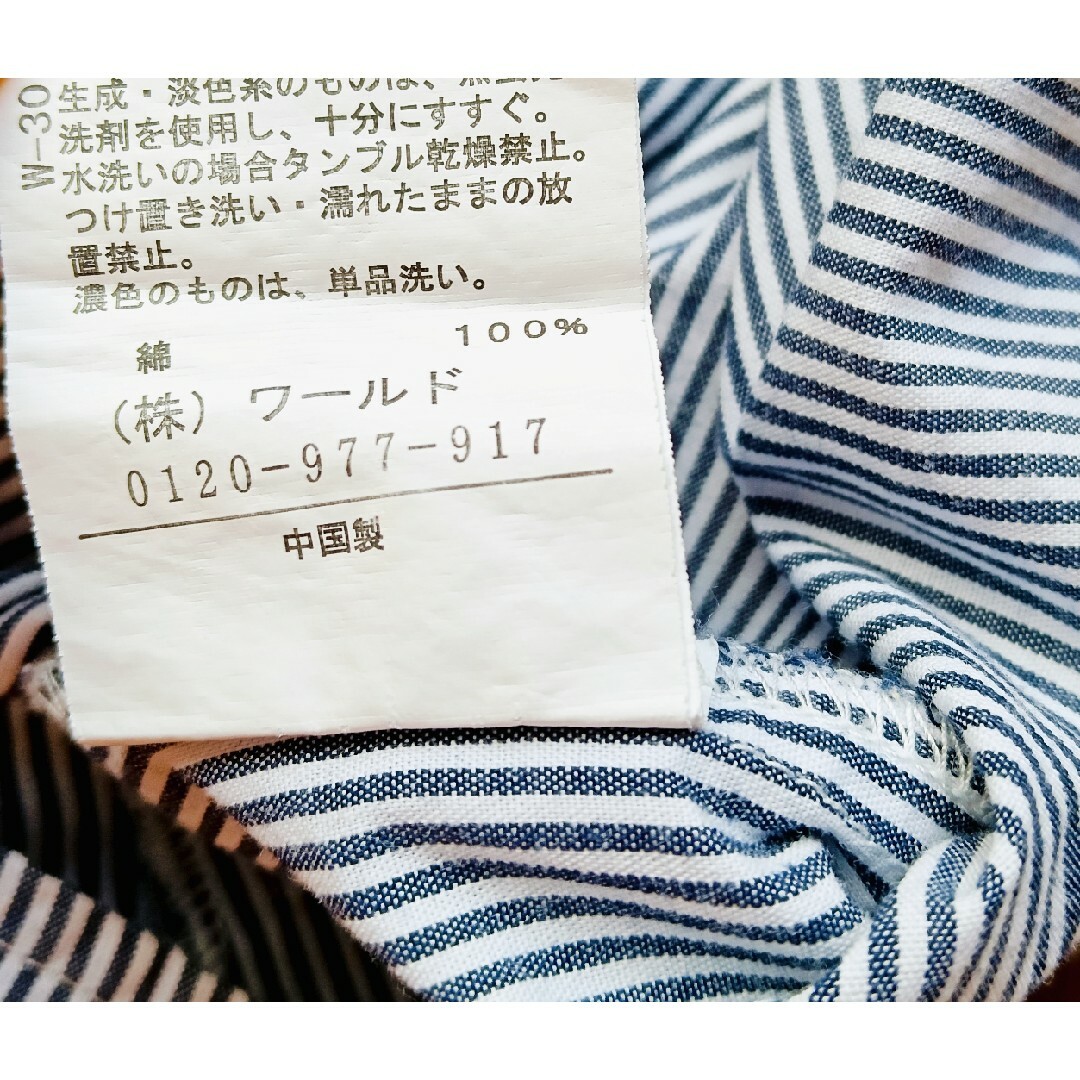 W-30
生成・淡色系のものは、無蛍光
洗剤を使用し、十分にすすぐ。
水洗いの場合タンブル乾燥禁止。
つけ置き洗い・濡れたままの放
置禁止。
濃色のものは、単品洗い。
綿 100%
(株) ワールド
0120-977-917
中国製